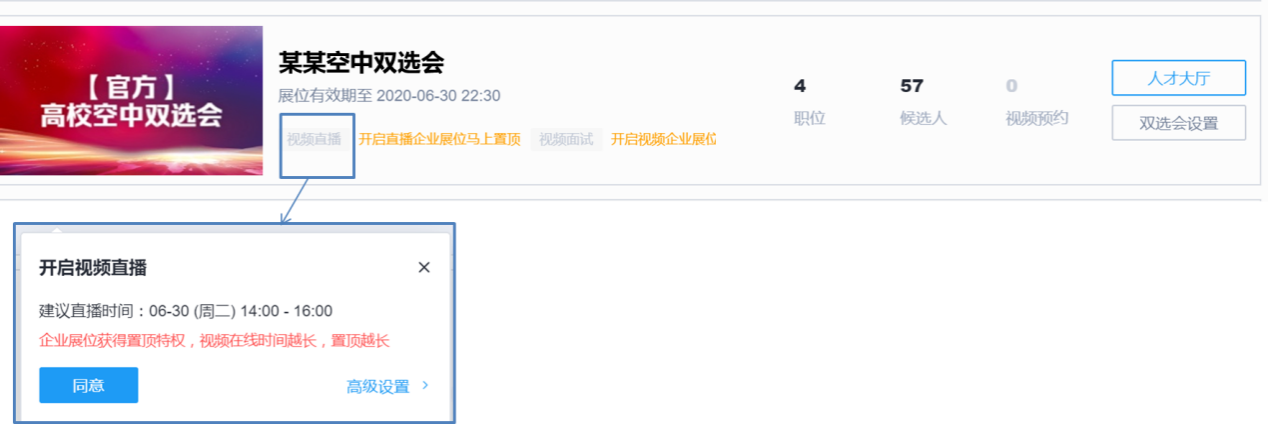 【官方】
高校空中双选会
某某空中双选会
展位有效期至 2020-06-30 22:30
视频直播 开启直播企业展位马上置顶 视频面试 开启视频企业展位
4
职位
57
候选人
0
视频预约
人才大厅
双选会设置
开启视频直播
建议直播时间：06-30 (周二) 14:00 - 16:00
企业展位获得置顶特权，视频在线时间越长，置顶越长
同意 高级设置